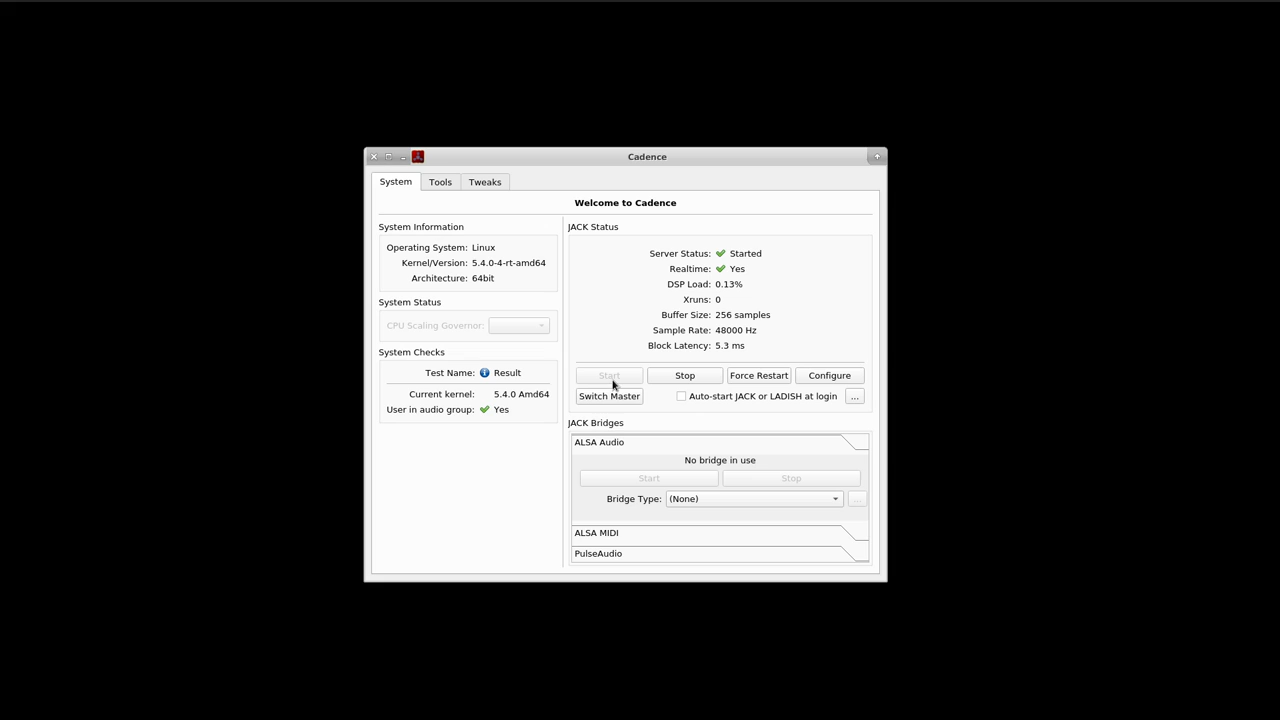 Cadence
System Tools Tweaks
Welcome to Cadence
System Information
Operating System: Linux
Kernel/Version: 5.4.0-4-rt-amd64
Architecture: 64bit
System Status
CPU Scaling Governor:
System Checks
Test Name: Result
Current kernel: 5.4.0 Amd64
User in audio group: Yes
JACK Status
Server Status: Started
Realtime: Yes
DSP Load: 0.13%
Xruns: 0
Buffer Size: 256 samples
Sample Rate: 48000 Hz
Block Latency: 5.3 ms
Start Stop Force Restart Configure
Switch Master Auto-start JACK or LADISH at login ...
JACK Bridges
ALSA Audio
No bridge in use
Start Stop
Bridge Type: (None) ...
ALSA MIDI
PulseAudio